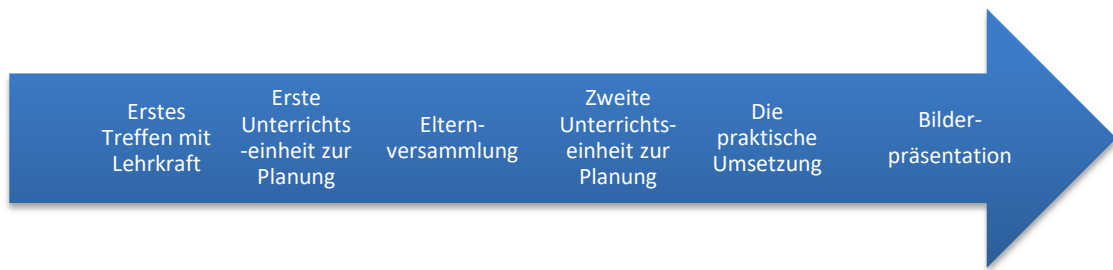 Erstes
Treffen mit
Lehrkraft
Erste
Unterrichts
-einheit zur
Planung
Eltern-
versammlung
Zweite
Unterrichts-
einheit zur
Planung
Die
praktische
Umsetzung
Bilder-
präsentation